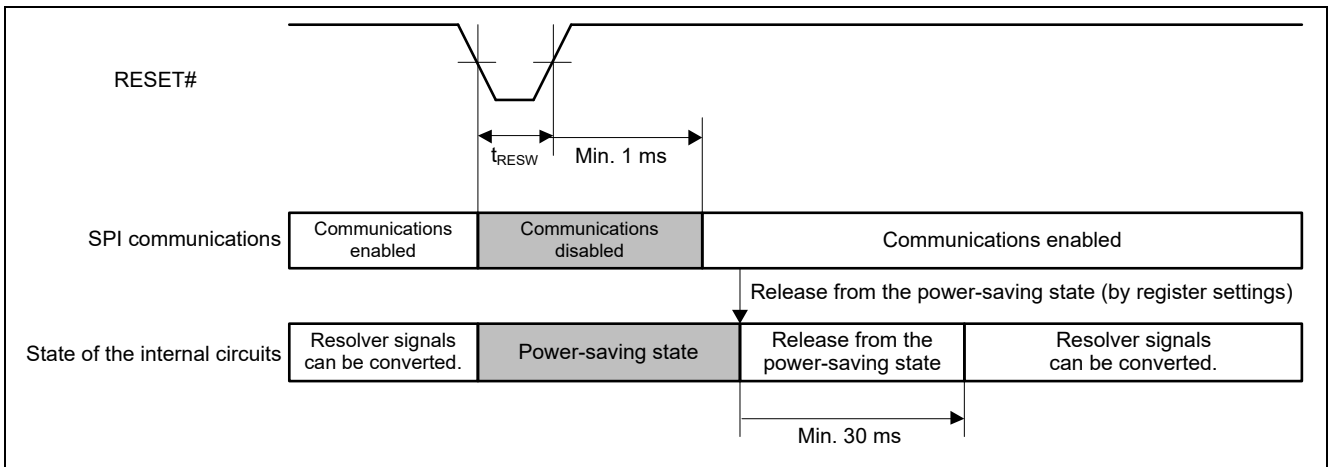 RESET#
tRESW
Min. 1 ms
SPI communications
Communications
enabled
Communications
disabled
Communications enabled
Release from the power-saving state (by register settings)
State of the internal circuits
Resolver signals
can be converted.
Power-saving state
Release from the
power-saving state
Resolver signals
can be converted.
Min. 30 ms